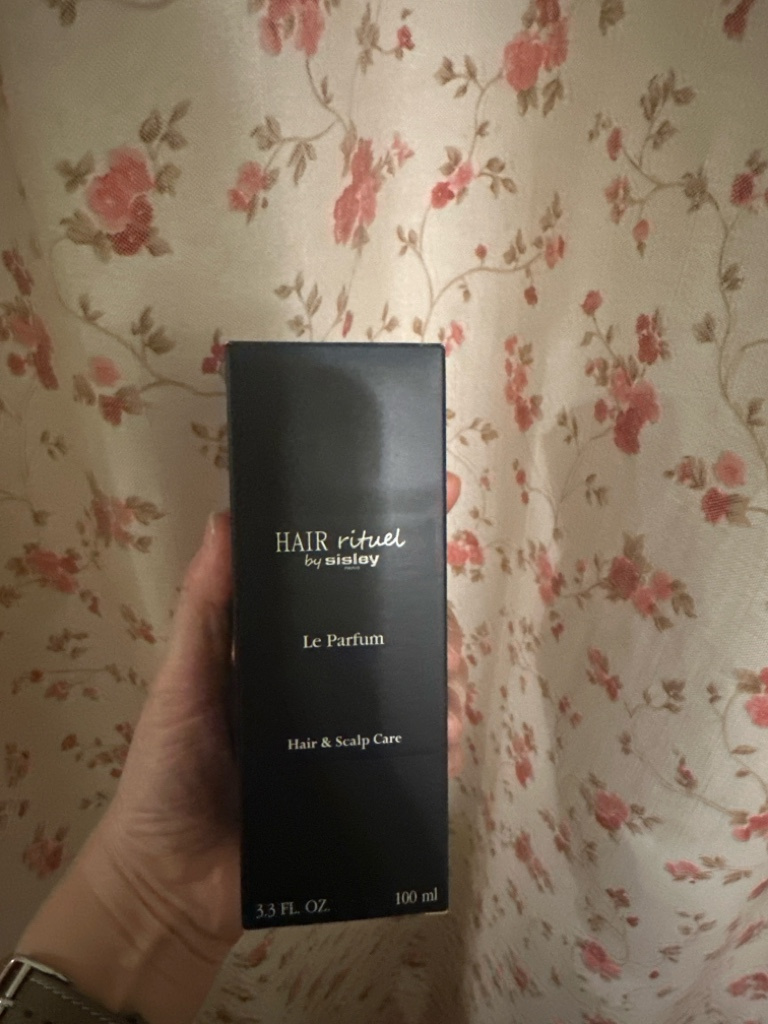 HAIR rituel
by sisley
PARIS
Le Parfum
Hair & Scalp Care
3.3 FL. OZ. 100 ml